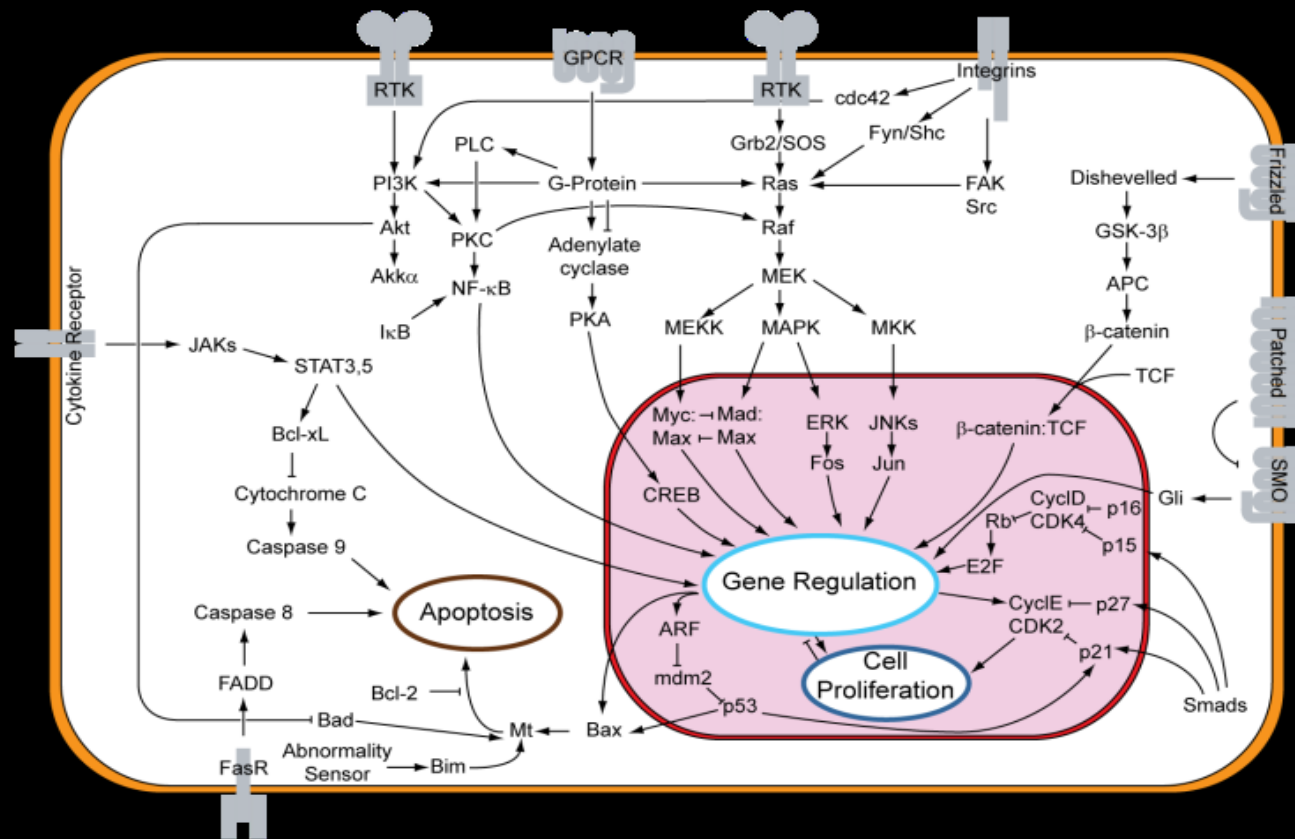 RTK
GPCR
RTK
Integrins
cdc42
Fyn/Shc
PLC
Grb2/SOS
PI3K
G-Protein
Ras
FAK
Src
Dishevelled
Frizzled
Akt
PKC
Adenylate
cyclase
Raf
GSK-3β
Akkα
NF-κB
MEK
APC
IκB
PKA
MEKK
MAPK
MKK
β-catenin
Cytokine Receptor
JAKs
STAT3,5
TCF
Patched
Myc:
Max
Mad:
Max
ERK
JNKs
β-catenin:TCF
Bcl-xL
Fos
Jun
SMO
Cytochrome C
CREB
Gli
CyclD
CDK4
p16
Rb
p15
Caspase 9
E2F
Gene Regulation
Apoptosis
Caspase 8
ARF
CyclE
CDK2
p27
p21
mdm2
Cell
Proliferation
FADD
Bcl-2
p53
Smads
Bad
Mt
Bax
Abnormality
Sensor
Bim
FasR